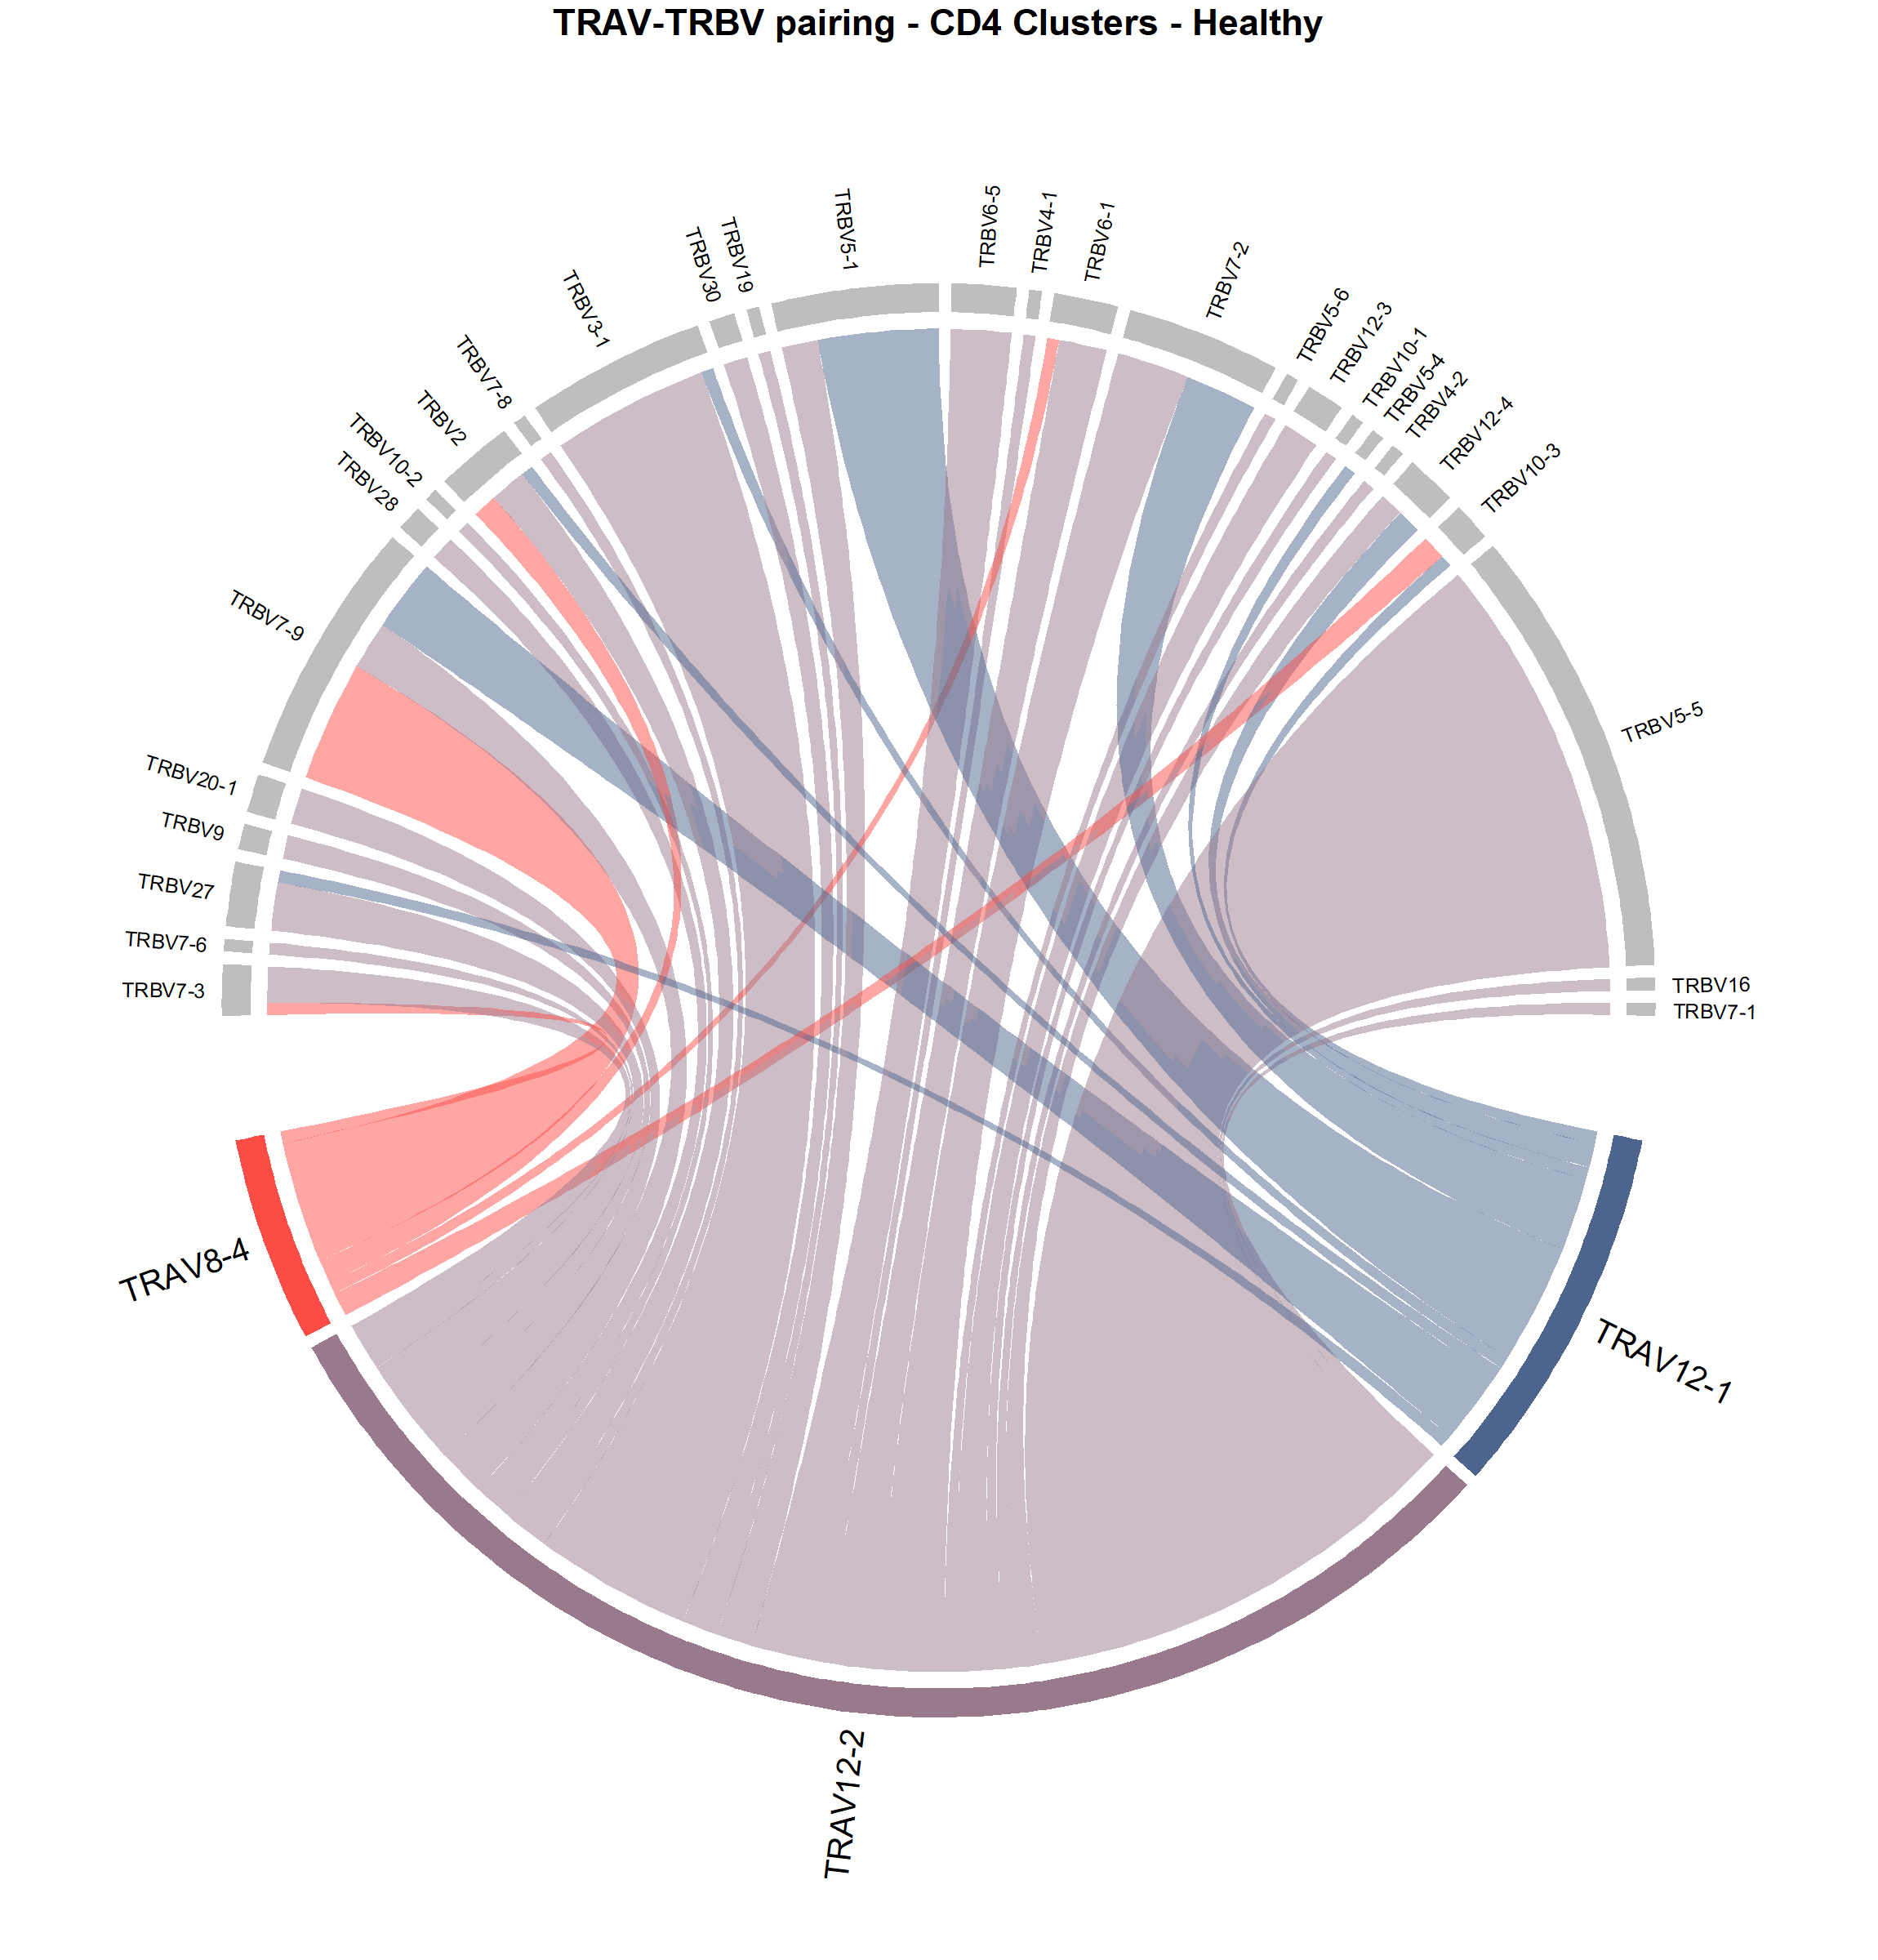 TRAV-TRBV pairing - CD4 Clusters - Healthy
TRBV7-3
TRBV7-6
TRBV27
TRBV9
TRBV20-1
TRBV7-9
TRBV28
TRBV10-2
TRBV2
TRBV7-8
TRBV3-1
TRBV30
TRBV19
TRBV5-1
TRBV6-5
TRBV4-1
TRBV6-1
TRBV7-2
TRBV5-6
TRBV12-3
TRBV10-1
TRBV5-4
TRBV4-2
TRBV12-4
TRBV10-3
TRBV5-5
TRBV16
TRBV7-1
TRAV12-1
TRAV12-2
TRAV8-4